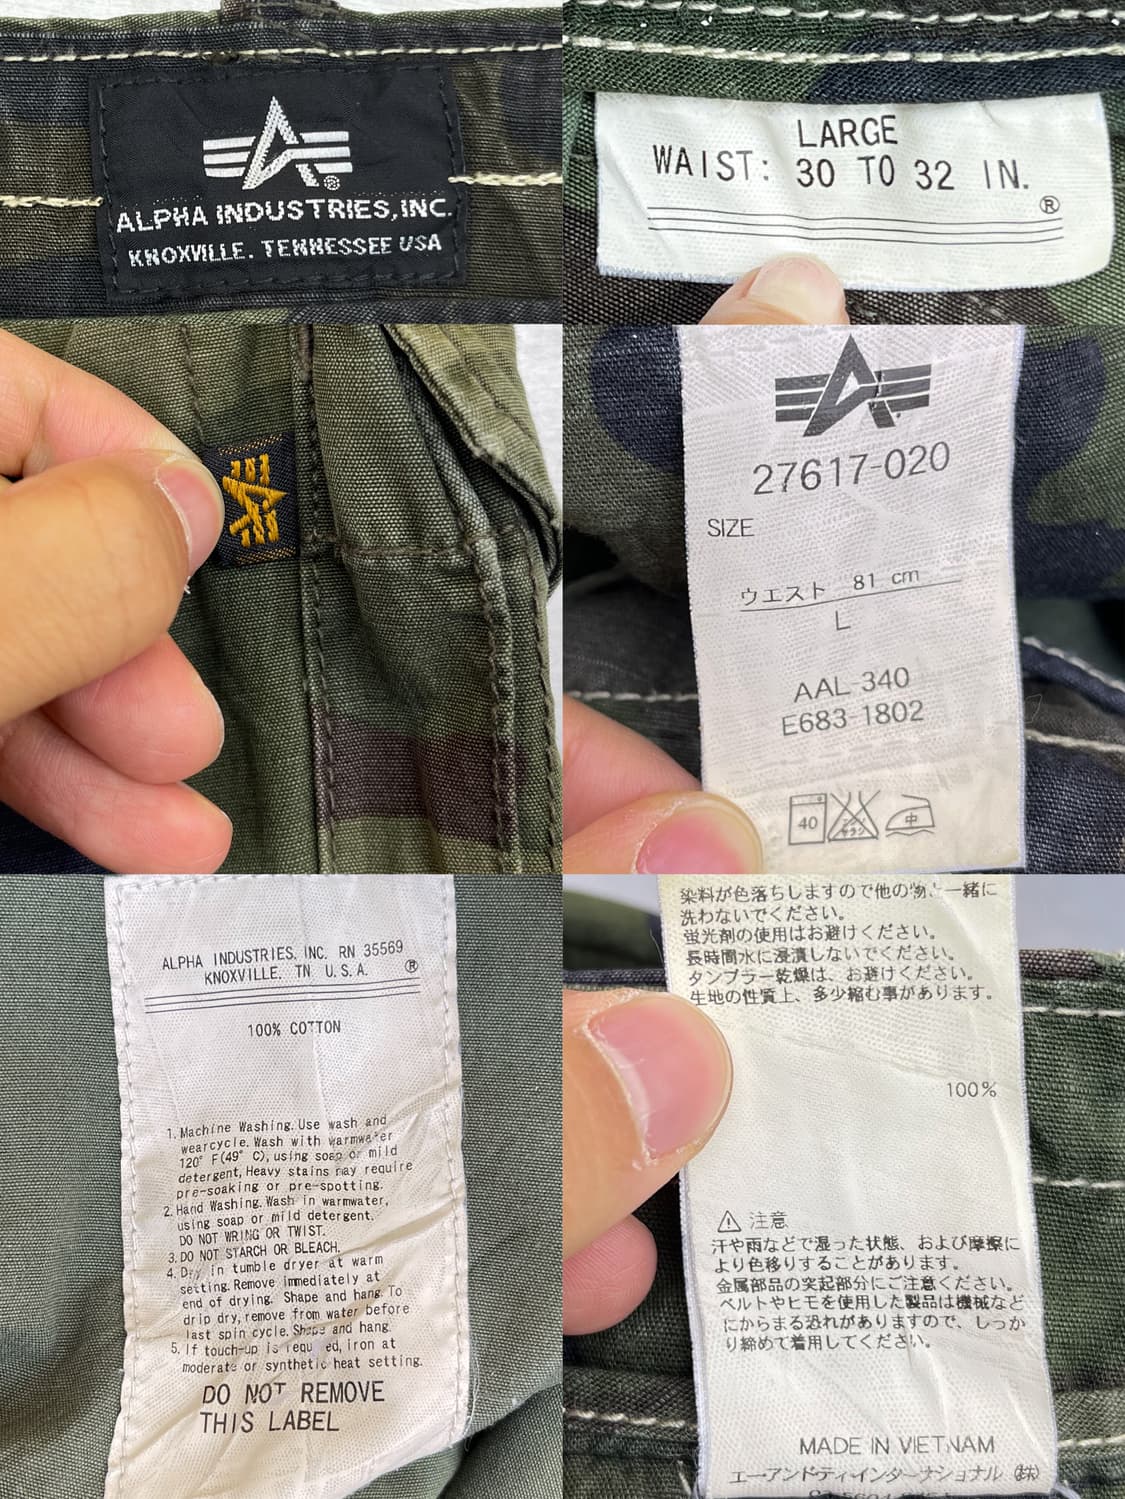 ALPHA INDUSTRIES, INC.
KNOXVILLE. TENNESSEE USA
LARGE
WAIST: 30 TO 32 IN.
®
27617-020
SIZE
ウエスト 81 cm
L
AAL-340
E683-1802
40
中
ALPHA INDUSTRIES. INC. RN 35569
KNOXVILLE. TN U.S.A. ®
100% COTTON
1. Machine Washing. Use wash and
wearcycle. Wash with warmwater
120° F(49° C), using soap or mild
detergent, Heavy stains may require
pre-soaking or pre-spotting.
2. Hand Washing. Wash in warmwater,
using soap or mild detergent.
DO NOT WRING OR TWIST.
3. DO NOT STARCH OR BLEACH.
4. Dry in tumble dryer at warm
setting. Remove immediately at
end of drying. Shape and hang. To
drip dry, remove from water before
last spin cycle. Shape and hang.
5. If touch-up is required, iron at
moderate or synthetic heat setting.
DO NOT REMOVE
THIS LABEL
染料が色落ちしますので他の物と一緒に
洗わないでください。
蛍光剤の使用はお避けください。
長時間水に浸漬しないでください。
タンブラー乾燥は、お避けください。
生地の性質上、多少縮む事があります。
100%
注意
汗や雨などで湿った状態、および摩擦に
より色移りすることがあります。
金属部品の突起部分にご注意ください。
ベルトやヒモを使用した製品は機械など
にからまる恐れがありますので、しっか
り締めて着用してください。
MADE IN VIETNAM
エー・アンド・ティ・インターナショナル (株)